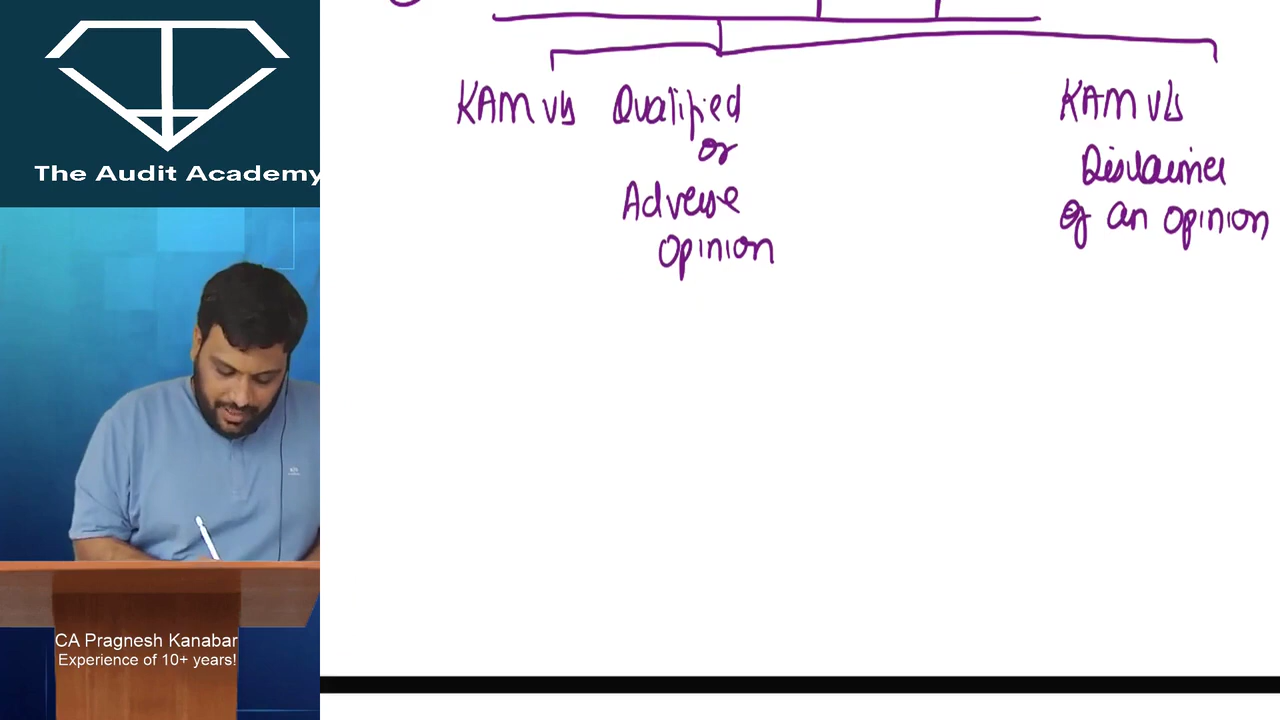 The Audit Academy
KAM v/s Qualified
or
Adverse
Opinion
KAM v/s
Disclaimer
of an opinion
CA Pragnesh Kanabar
Experience of 10+ years!